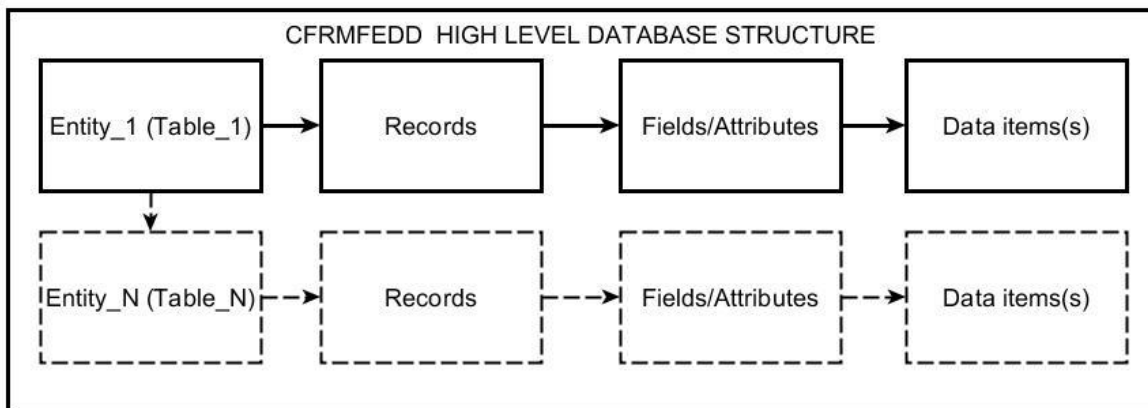 CFRMFEDD HIGH LEVEL DATABASE STRUCTURE
Entity_1 (Table_1)
Records
Fields/Attributes
Data items(s)
Entity_N (Table_N)
Records
Fields/Attributes
Data items(s)